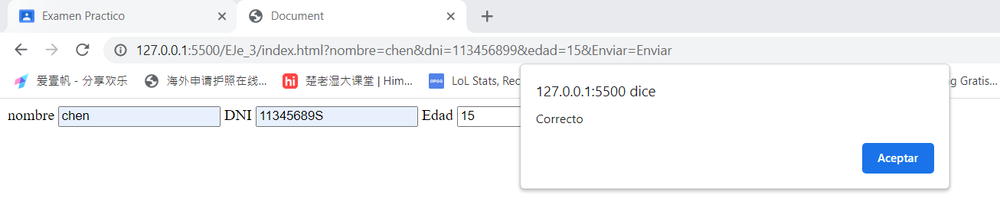 Examen Practico
Document
127.0.0.1:5500/EJe_3/index.html?nombre=chen&dni=113456899&edad=15&Enviar=Enviar
爱壹帆 - 分享欢乐
海外申请护照在线...
hi 楚老湿大课堂 | Him...
OP.GG LoL Stats, Rec
g Gratis...
127.0.0.1:5500 dice
Correcto
Aceptar
nombre chen DNI 11345689S Edad 15